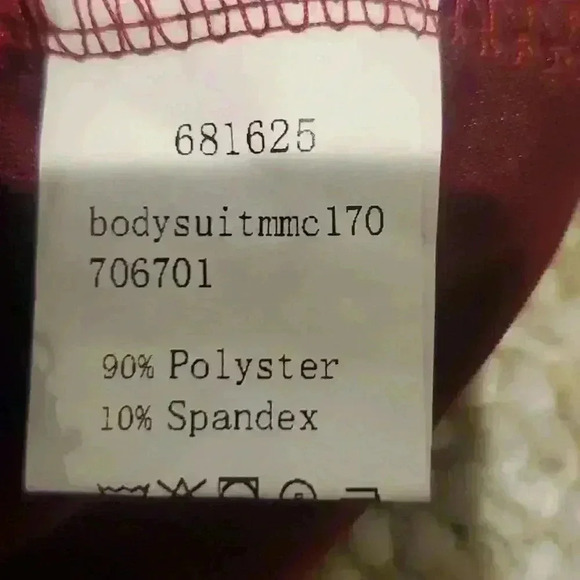 681625
bodysuitmmc170
706701
90% Polyster
10% Spandex